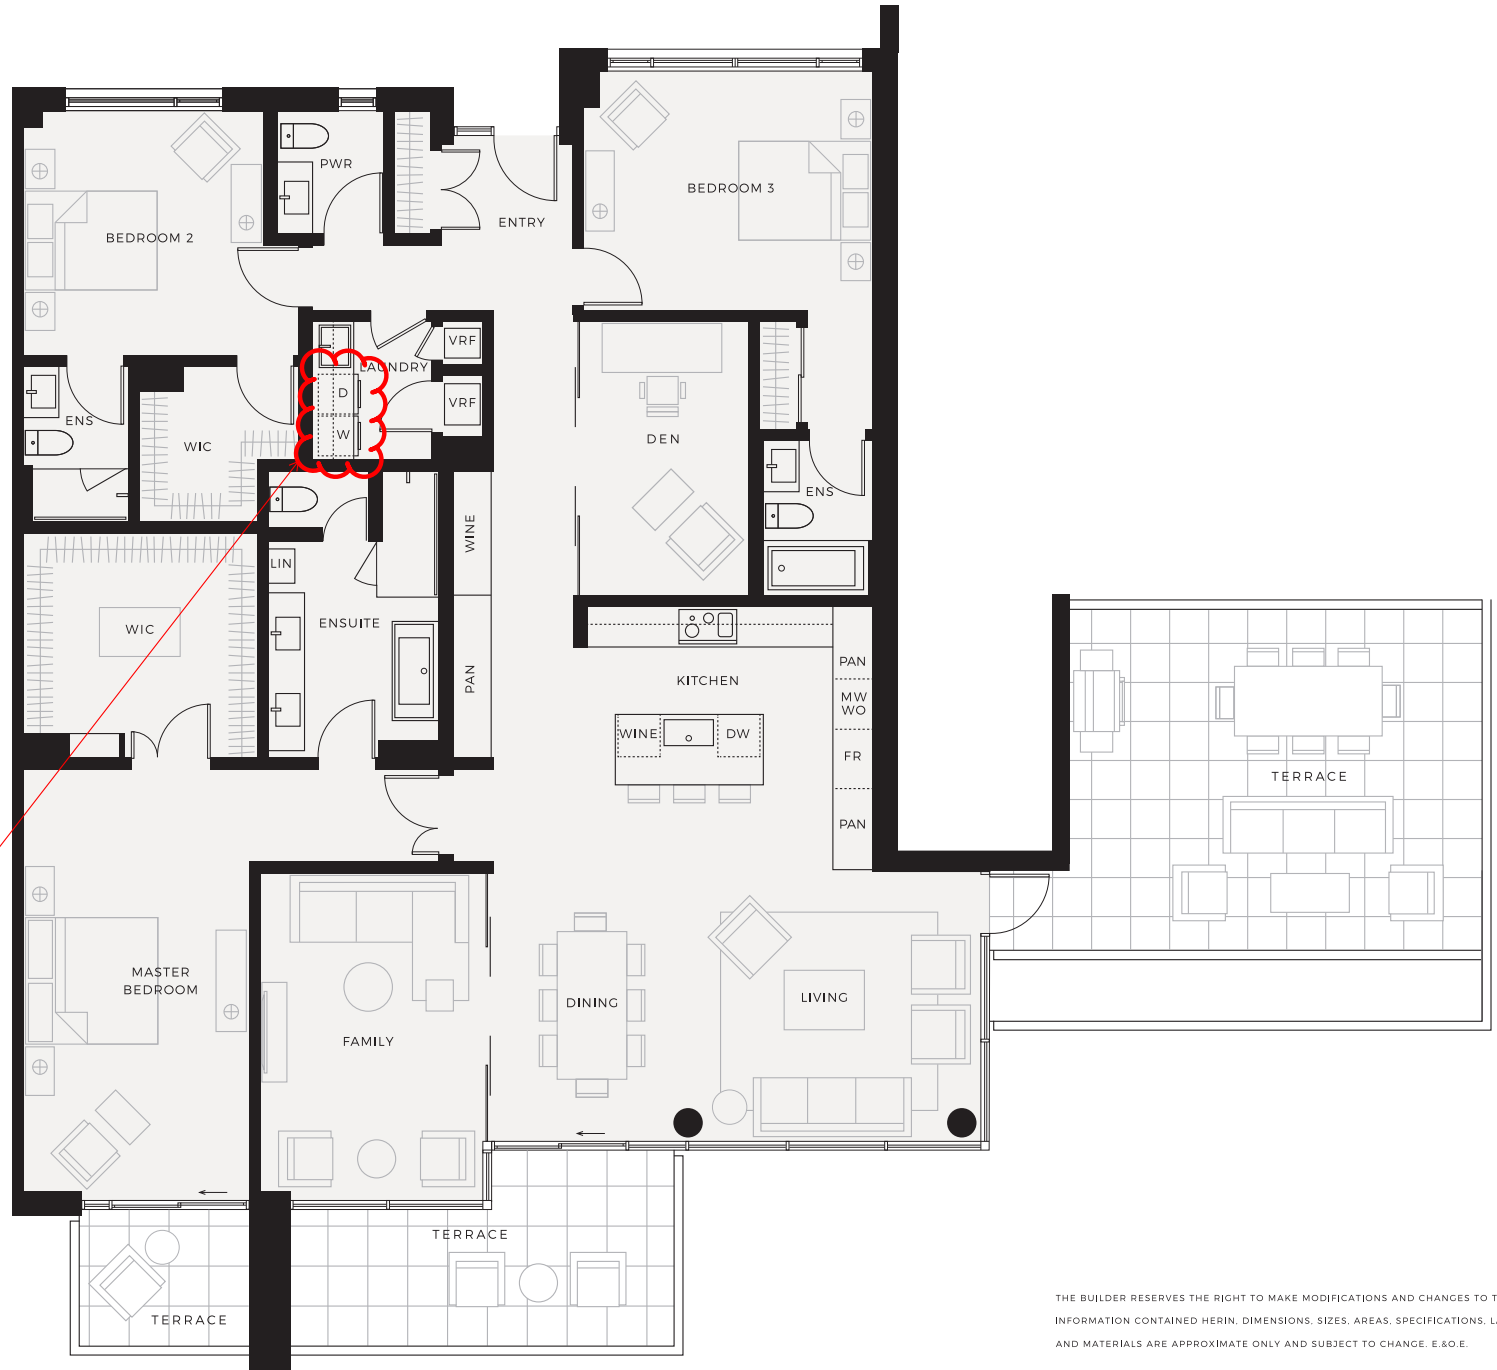 PWR
BEDROOM 3
ENTRY
BEDROOM 2
VRF
LAUNDRY
D
VRF
ENS
W
WIC
DEN
ENS
WINE
LIN
ENSUITE
WIC
PAN
KITCHEN
PAN
MW
WO
WINE
DW
FR
TERRACE
PAN
MASTER
BEDROOM
LIVING
DINING
FAMILY
TERRACE
TERRACE
THE BUILDER RESERVES THE RIGHT TO MAKE MODIFICATIONS AND CHANGES TO T
INFORMATION CONTAINED HERIN, DIMENSIONS, SIZES, AREAS, SPECIFICATIONS, LA
AND MATERIALS ARE APPROXIMATE ONLY AND SUBJECT TO CHANGE. E.&O.E.